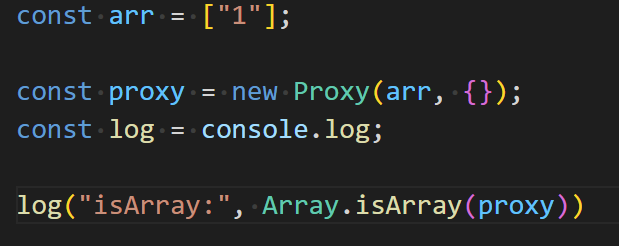 const arr = ["1"];
const proxy = new Proxy(arr, {});
const log = console.log;
log("isArray:", Array.isArray(proxy))